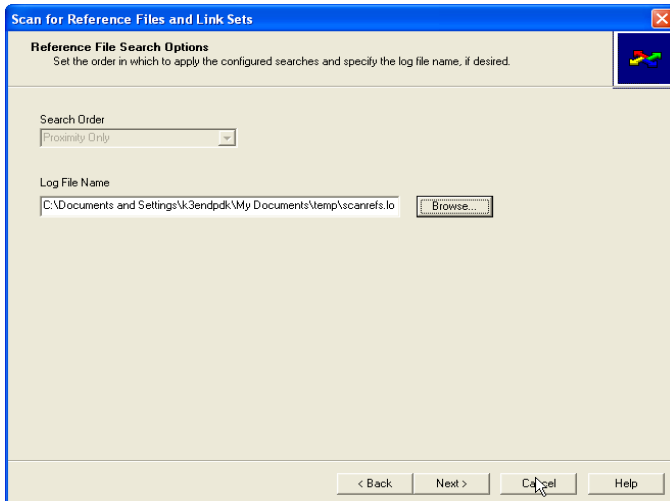 Scan for Reference Files and Link Sets
Reference File Search Options
Set the order in which to apply the configured searches and specify the log file name, if desired.
Search Order
Proximity Only
Log File Name
C:\Documents and Settings\k3endpdk\My Documents\temp\scanrefs.lo
Browse...
< Back Next > Cancel Help